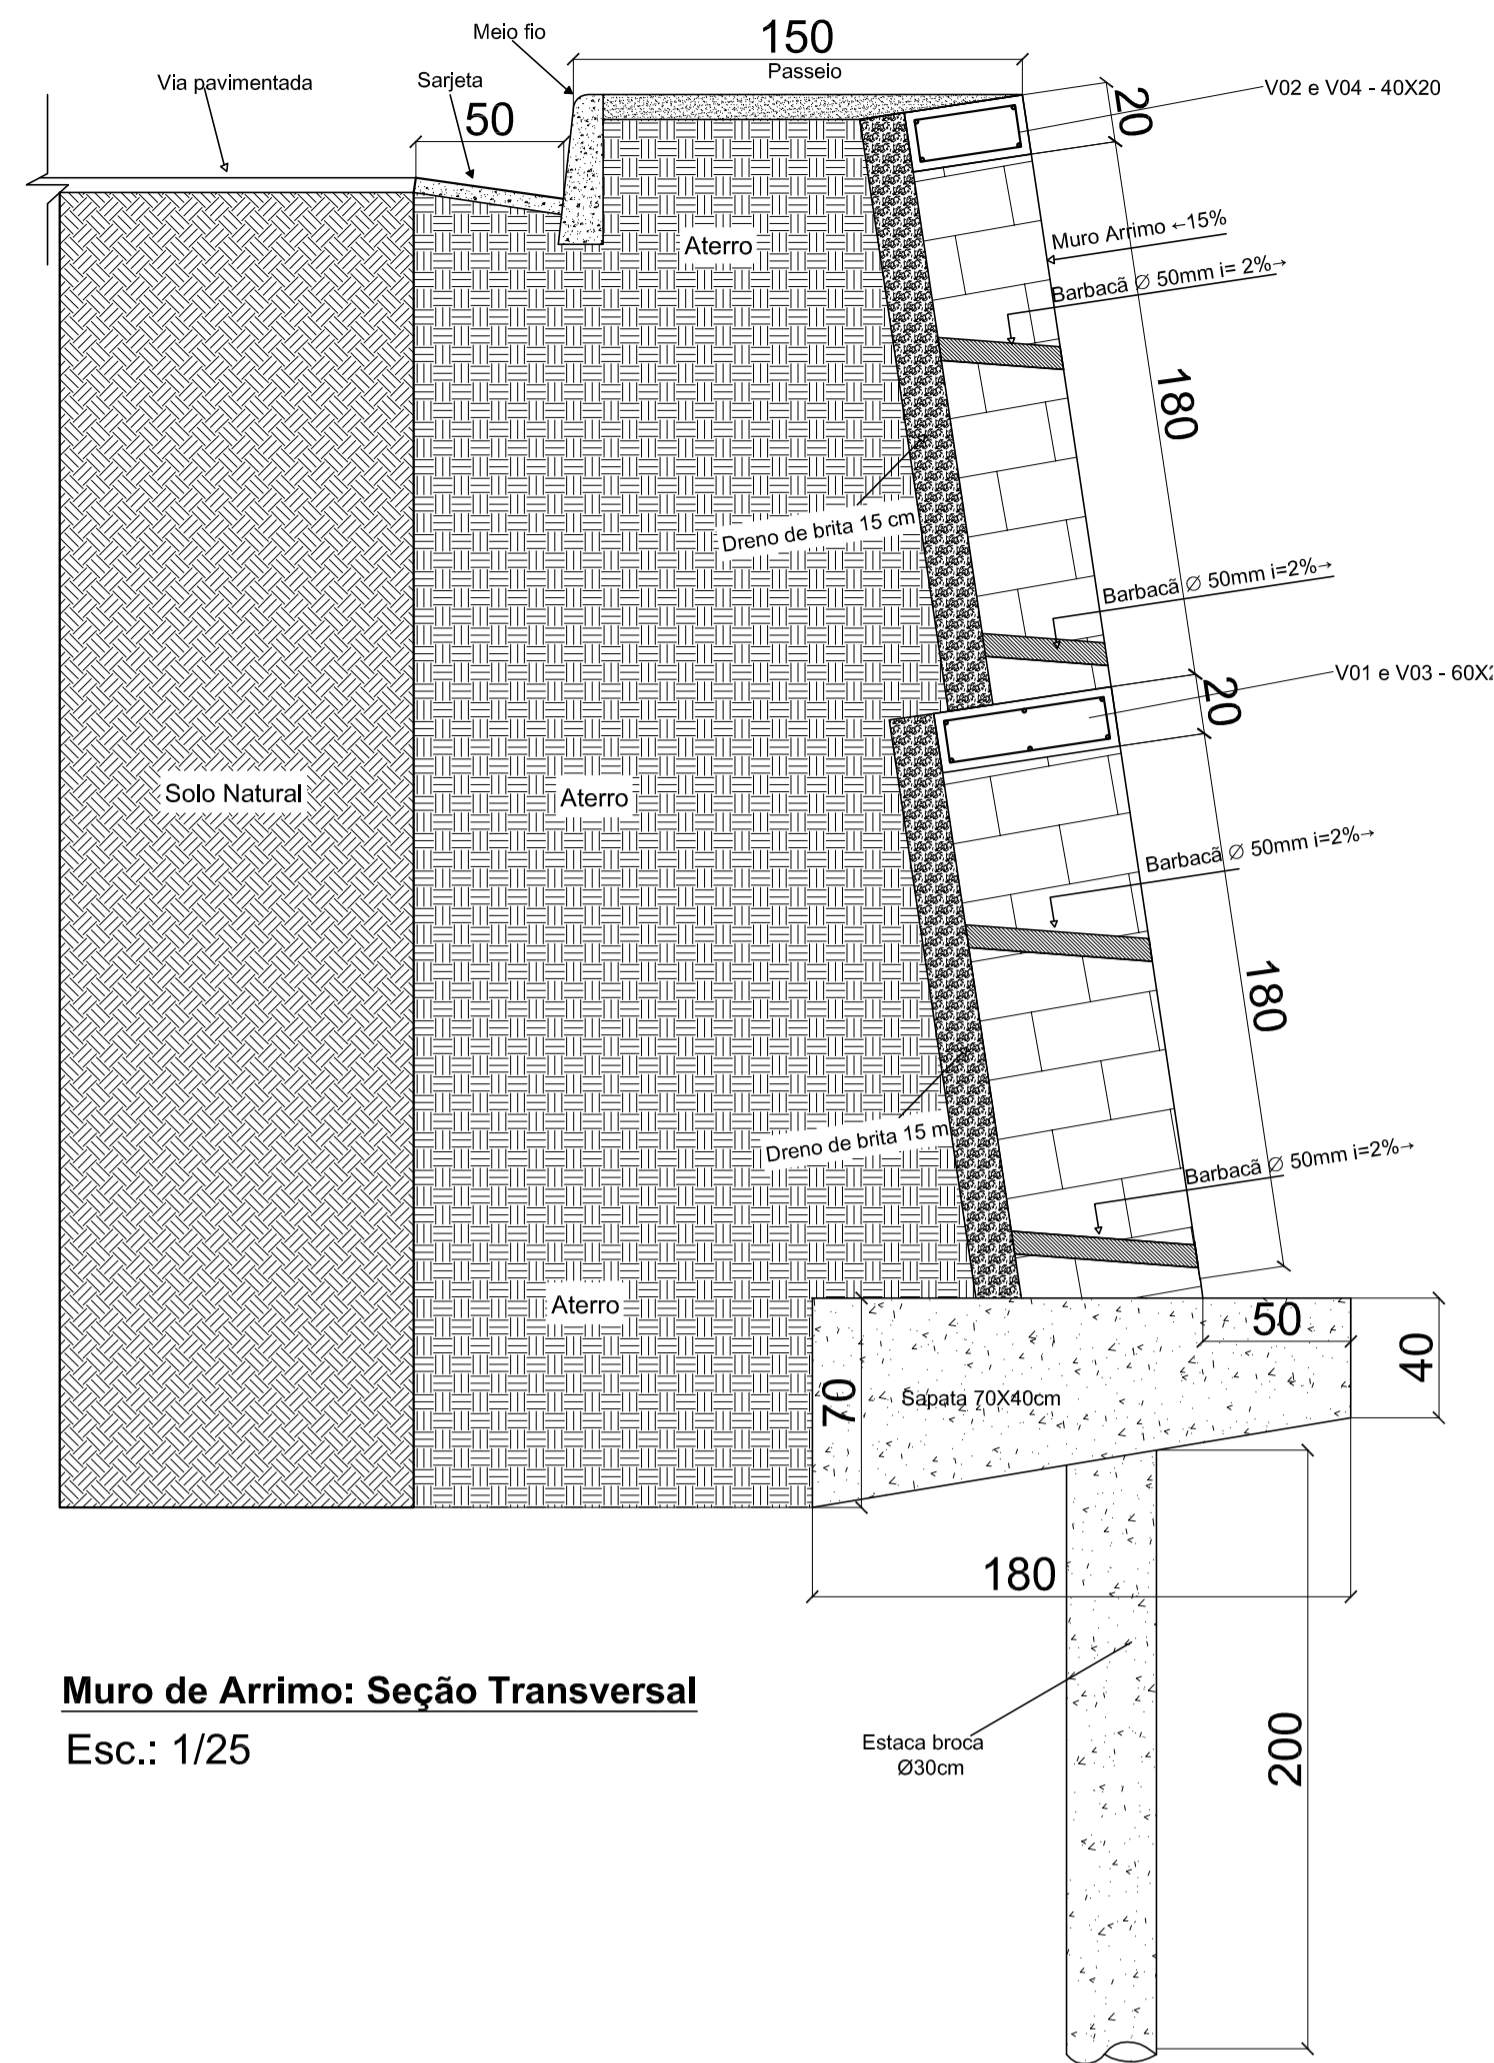 Meio fio
150
Passeio
Via pavimentada
Sarjeta
50
20
V02 e V04 - 40X20
Aterro
Muro Arrimo ←15%
Barbacã Ø 50mm i= 2%→
180
Dreno de brita 15 cm
Barbacã Ø 50mm i=2%→
20
V01 e V03 - 60X
Solo Natural
Aterro
Barbacã Ø 50mm i=2%→
180
Dreno de brita 15 m
Barbacã Ø 50mm i=2%→
Aterro
50
40
70
Sapata 70X40cm
180
Muro de Arrimo: Seção Transversal
Esc.: 1/25
Estaca broca
Ø30cm
200